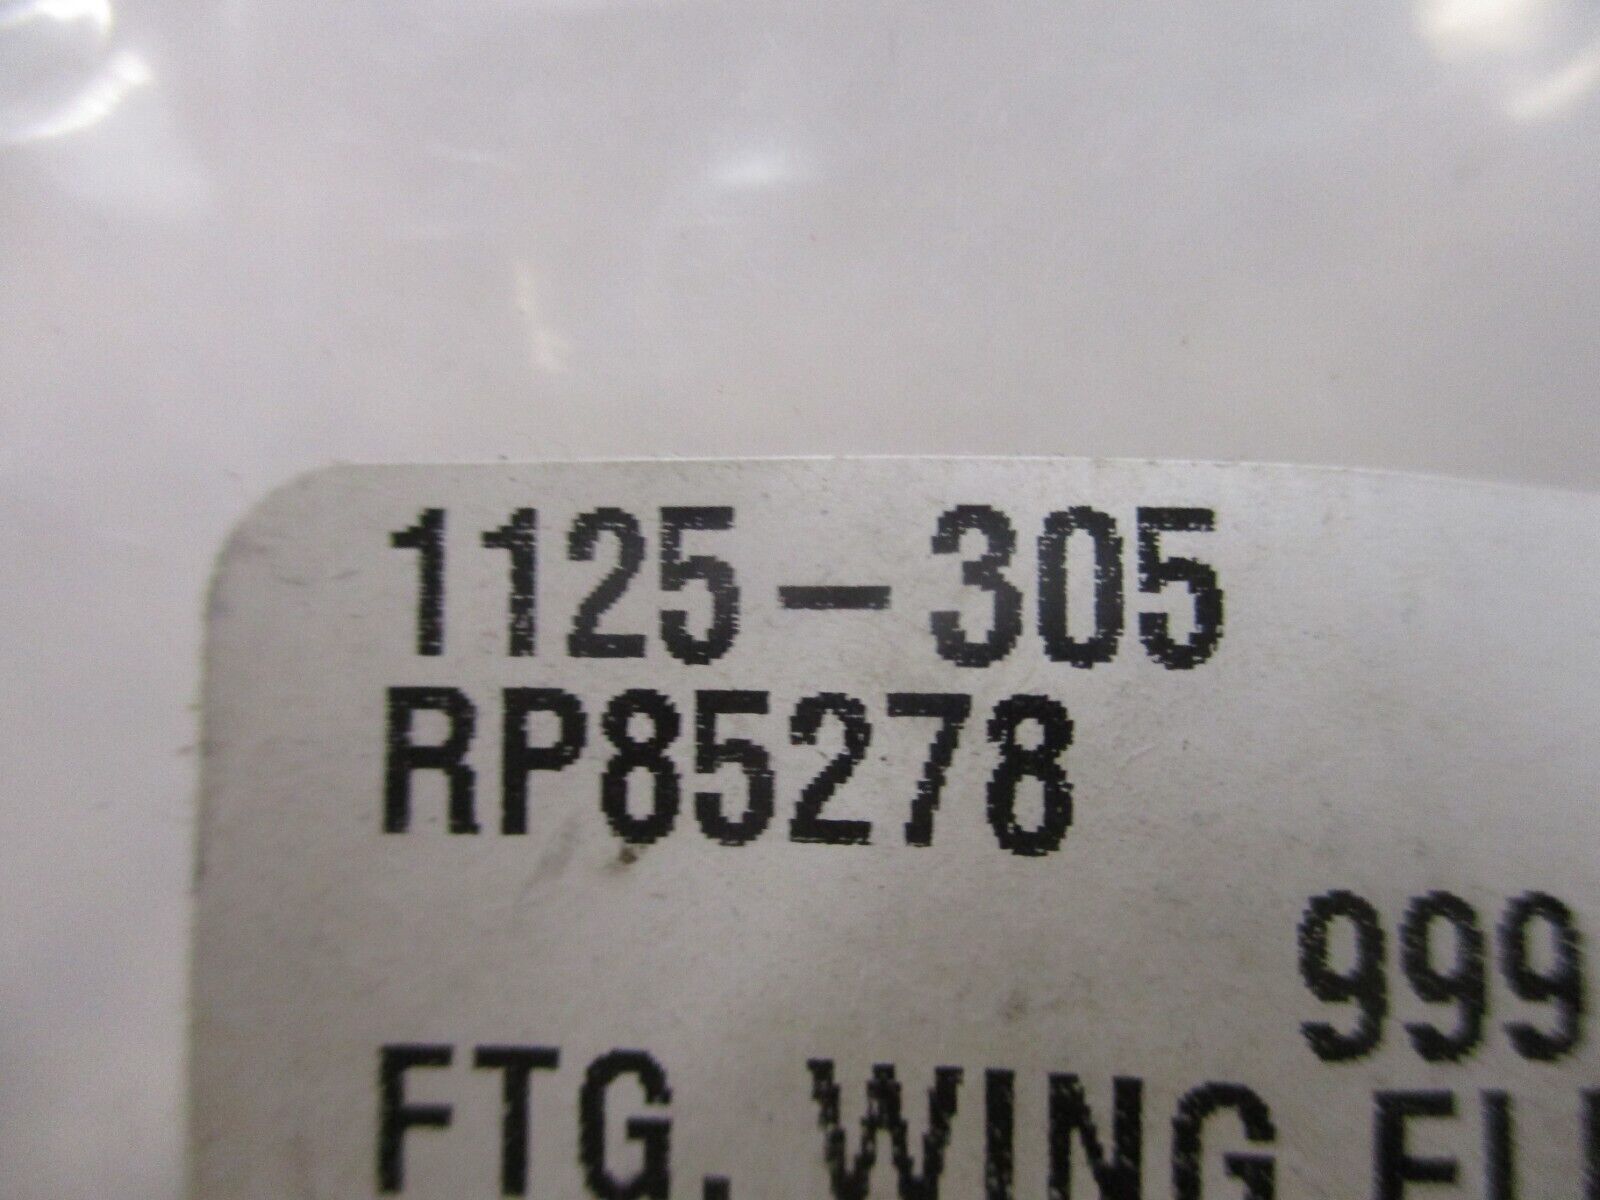 1125-305
RP85278
999
FTG, WING